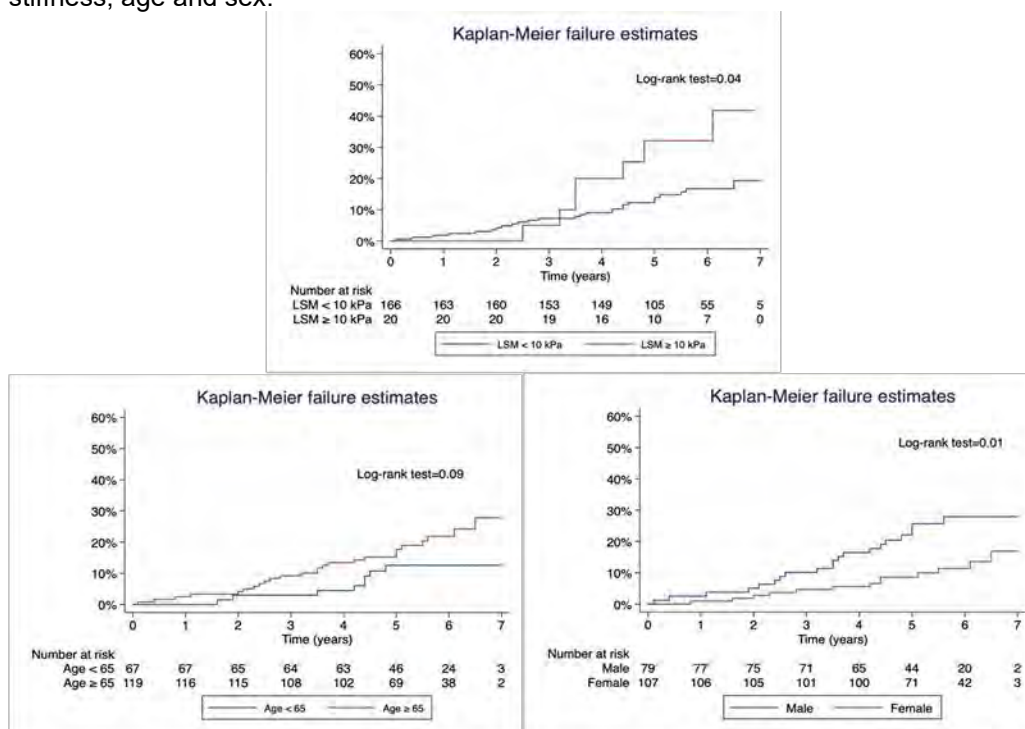 stiffness, age and sex.
Kaplan-Meier failure estimates
Log-rank test=0.04
60%
50%
40%
30%
20%
10%
0%
0 1 2 3 4 5 6 7
Time (years)
Number at risk
LSM < 10 kPa 166 163 160 153 149 105 55 5
LSM ≥ 10 kPa 20 20 20 19 16 10 7 0
LSM < 10 kPa LSM ≥ 10 kPa
Kaplan-Meier failure estimates
Log-rank test=0.09
60%
50%
40%
30%
20%
10%
0%
0 1 2 3 4 5 6 7
Time (years)
Number at risk
Age < 65 67 67 65 64 63 46 24 3
Age ≥ 65 119 116 115 108 102 69 38 2
Age < 65 Age ≥ 65
Kaplan-Meier failure estimates
Log-rank test=0.01
60%
50%
40%
30%
20%
10%
0%
0 1 2 3 4 5 6 7
Time (years)
Number at risk
Male 79 77 75 71 65 44 20 2
Female 107 106 105 101 100 71 42 3
Male Female